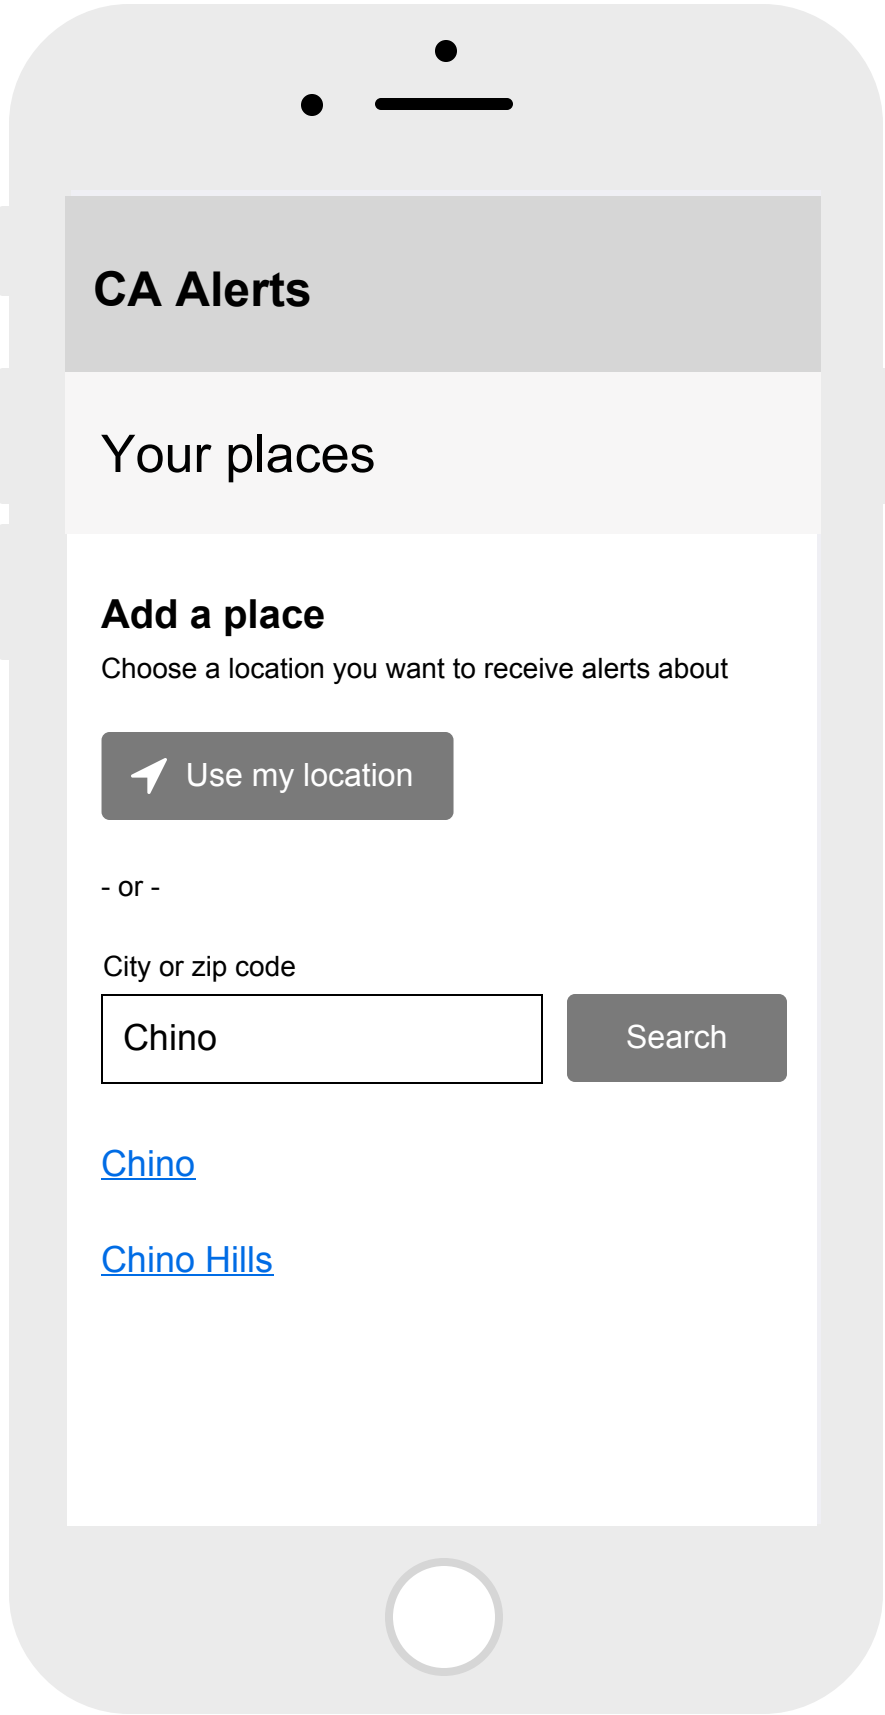 CA Alerts
Your places
Add a place
Choose a location you want to receive alerts about
Use my location
- or -
City or zip code
Chino
Search
Chino
Chino Hills